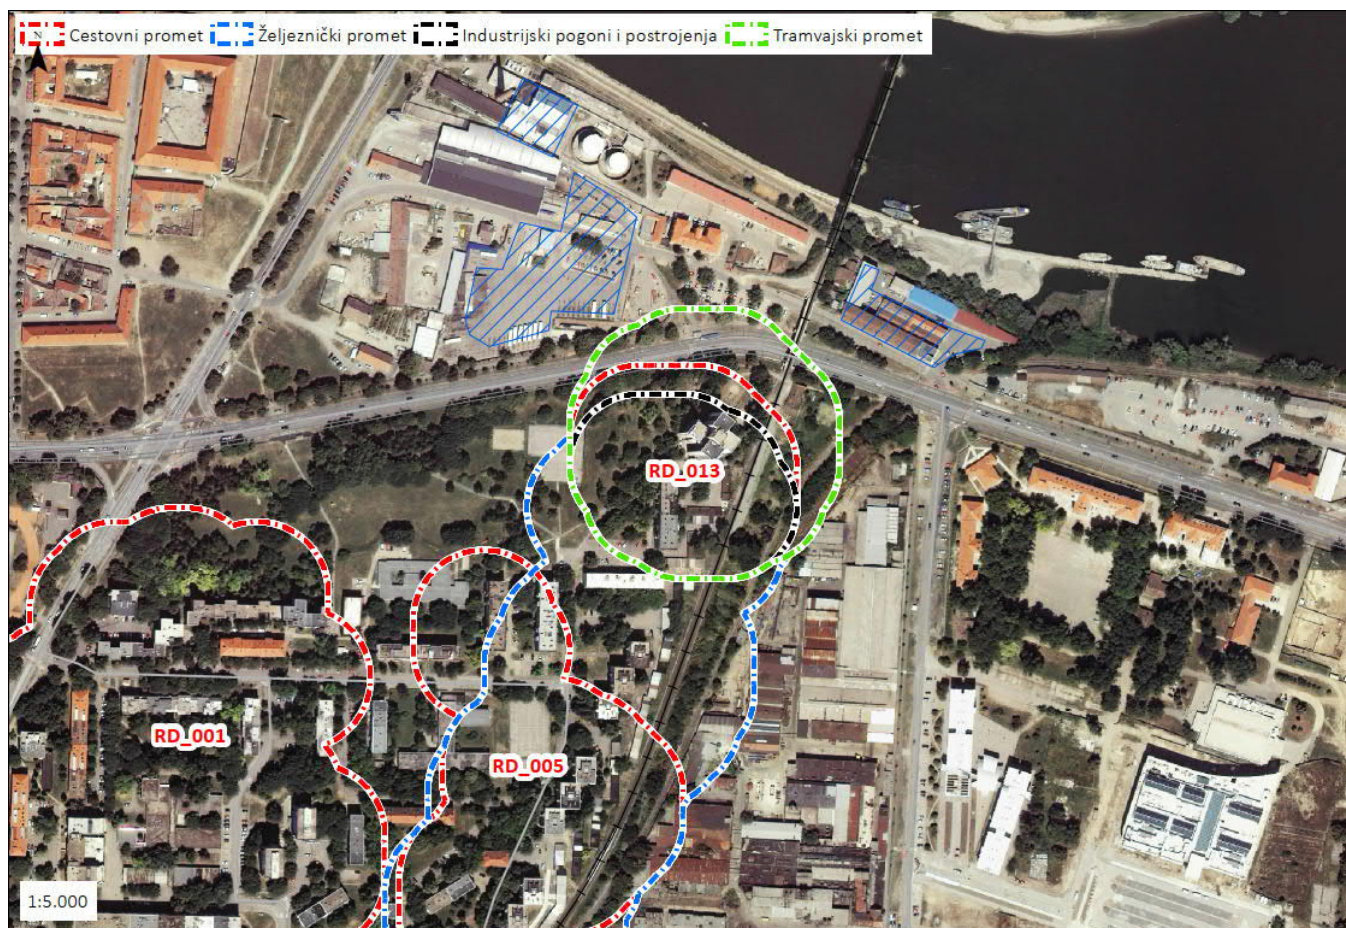 Cestovni promet Željeznički promet Industrijski pogoni i postrojenja Tramvajski promet
N
RD_013
RD_001
RD_005
1:5.000